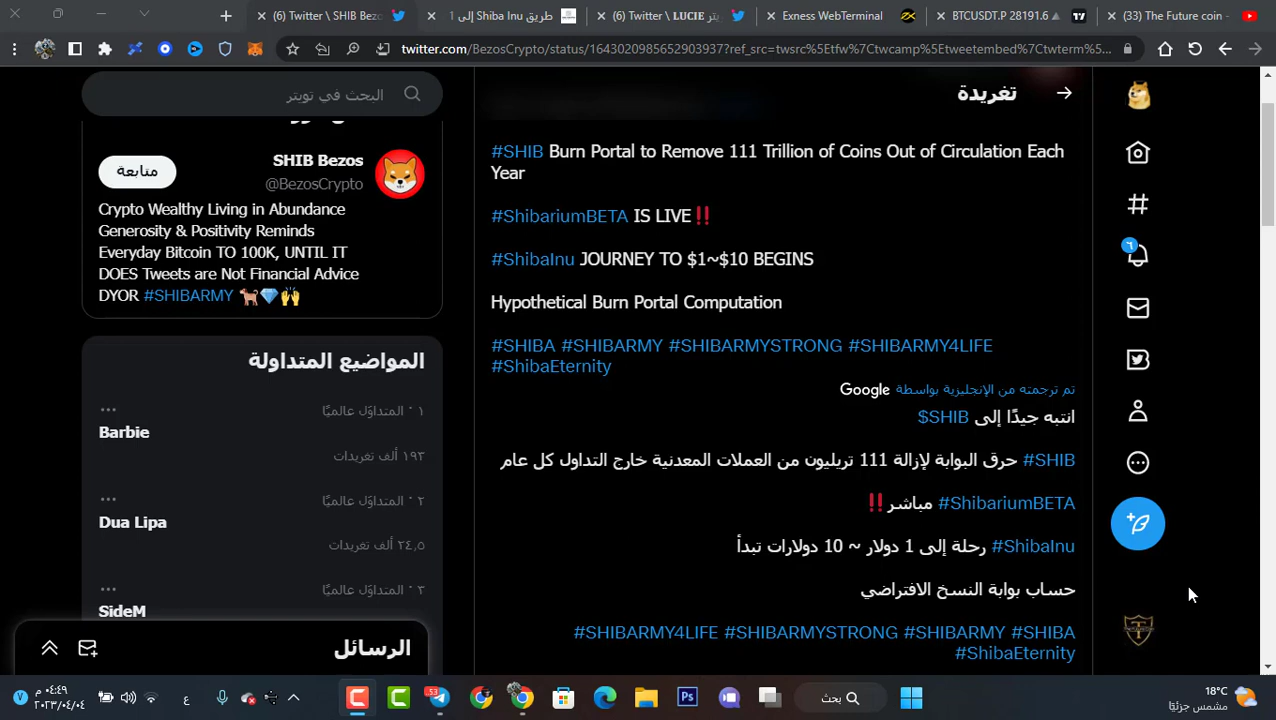 (6) Twitter \ SHIB Bezo
طريق Shiba Inu إلى 1
(6) Twitter \ LUCIE يتر
Exness WebTerminal
BTCUSDT.P 28191.6
(33) The Future coin -
twitter.com/BezosCrypto/status/1643020985652903937?ref_src=twsrc%5Etfw%7Ctwcamp%5Etweetembed%7Ctwterm%...
البحث في تويتر
تغريدة
SHIB Bezos
@BezosCrypto
متابعة
Crypto Wealthy Living in Abundance
Generosity & Positivity Reminds
Everyday Bitcoin TO 100K, UNTIL IT
DOES Tweets are Not Financial Advice
DYOR #SHIBARMY 🐕💎🙌
المواضيع المتداولة
١ · المتداوَل عالميًا
Barbie
١٩٣ ألف تغريدات
٢ · المتداوَل عالميًا
Dua Lipa
٢٤,٥ ألف تغريدات
٣ · المتداوَل عالميًا
SideM
الرسائل
#SHIB Burn Portal to Remove 111 Trillion of Coins Out of Circulation Each
Year
#ShibariumBETA IS LIVE‼️
#ShibaInu JOURNEY TO $1~$10 BEGINS
Hypothetical Burn Portal Computation
#SHIBA #SHIBARMY #SHIBARMYSTRONG #SHIBARMY4LIFE
#ShibaEternity
تم ترجمته من الإنجليزية بواسطة Google
انتبه جيدًا إلى $SHIB
#SHIB حرق البوابة لإزالة 111 تريليون من العملات المعدنية خارج التداول كل عام
#ShibariumBETA مباشر‼️
#ShibaInu رحلة إلى 1 دولار ~ 10 دولارات تبدأ
حساب بوابة النسخ الافتراضي
#SHIBA #SHIBARMY #SHIBARMYSTRONG #SHIBARMY4LIFE
#ShibaEternity
٦
٠٤:٤٩ م
٢٠٢٣/٠٤/٠٤
ع
53
Ps
بحث
18°C
مشمس جزئيًا